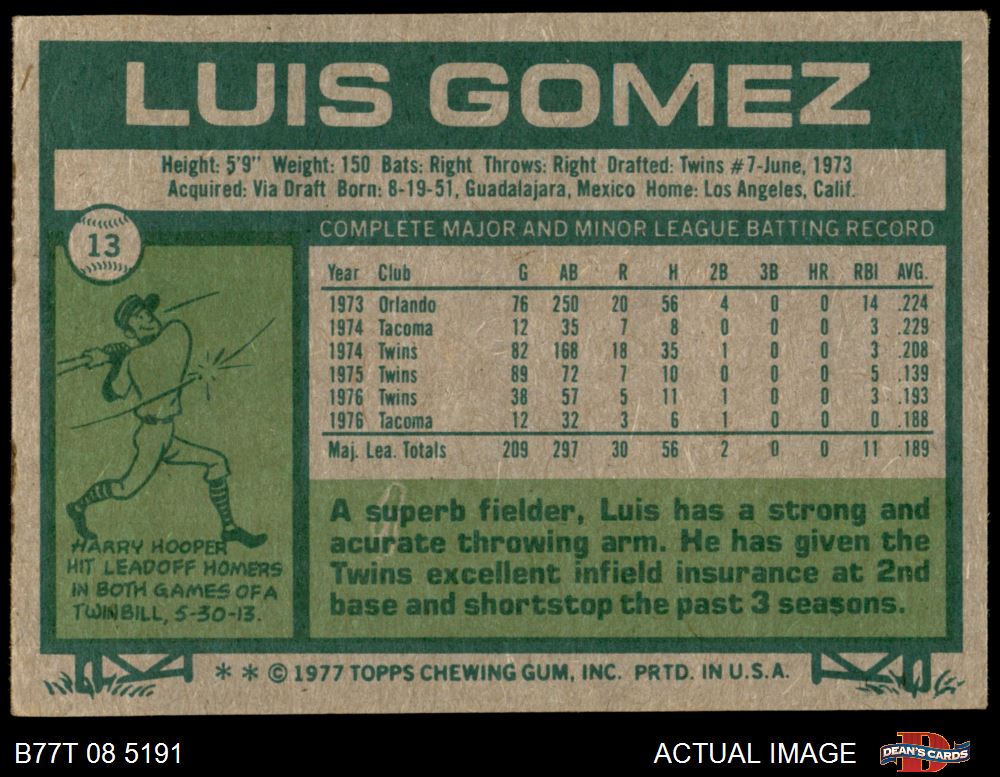 LUIS GOMEZ
Height: 5'9" Weight: 150 Bats: Right Throws: Right Drafted: Twins #7-June, 1973
Acquired: Via Draft Born: 8-19-51, Guadalajara, Mexico Home: Los Angeles, Calif.
13
COMPLETE MAJOR AND MINOR LEAGUE BATTING RECORD
Year Club G AB R H 2B 3B HR RBI AVG.
1973 Orlando 76 250 20 56 4 0 0 14 .224
1974 Tacoma 12 35 7 8 0 0 0 3 .229
1974 Twins 82 168 18 35 1 0 0 3 .208
1975 Twins 89 72 7 10 0 0 0 5 .139
1976 Twins 38 57 5 11 1 0 0 3 .193
1976 Tacoma 12 32 3 6 1 0 0 0 .188
Maj. Lea. Totals 209 297 30 56 2 0 0 11 .189
HARRY HOOPER
HIT LEADOFF HOMERS
IN BOTH GAMES OF A
TWINBILL, 5-30-13.
A superb fielder, Luis has a strong and
acurate throwing arm. He has given the
Twins excellent infield insurance at 2nd
base and shortstop the past 3 seasons.
* * © 1977 TOPPS CHEWING GUM, INC. PRTD. IN U.S.A.
B77T 08 5191
ACTUAL IMAGE
DEAN'S CARDS